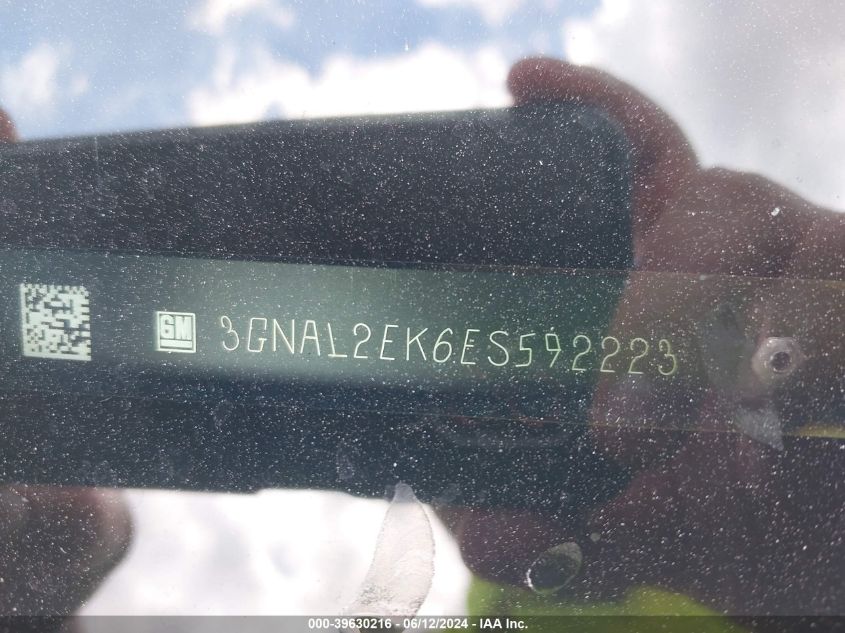 GM 3GNAL2EK6ES592223
000-39630216 - 06/12/2024 - IAA Inc.